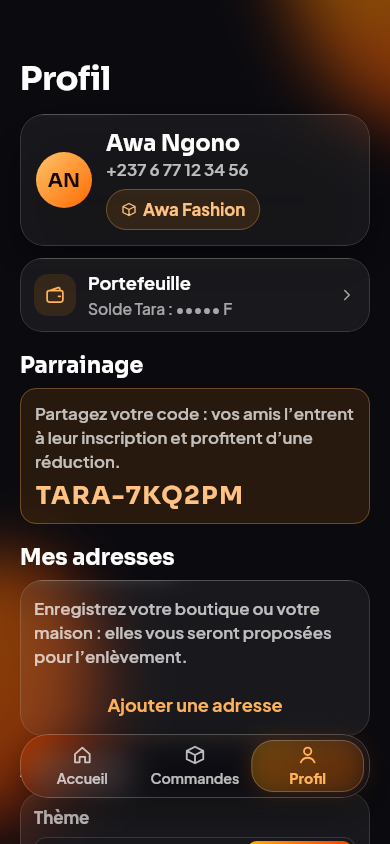 Profil
AN
Awa Ngono
+237 6 77 12 34 56
Awa Fashion
Portefeuille
Solde Tara : ●●●●● F
Parrainage
Partagez votre code : vos amis l’entrent
à leur inscription et profitent d’une
réduction.
TARA-7KQ2PM
Mes adresses
Enregistrez votre boutique ou votre
maison : elles vous seront proposées
pour l’enlèvement.
Ajouter une adresse
Accueil
Commandes
Profil
Thème